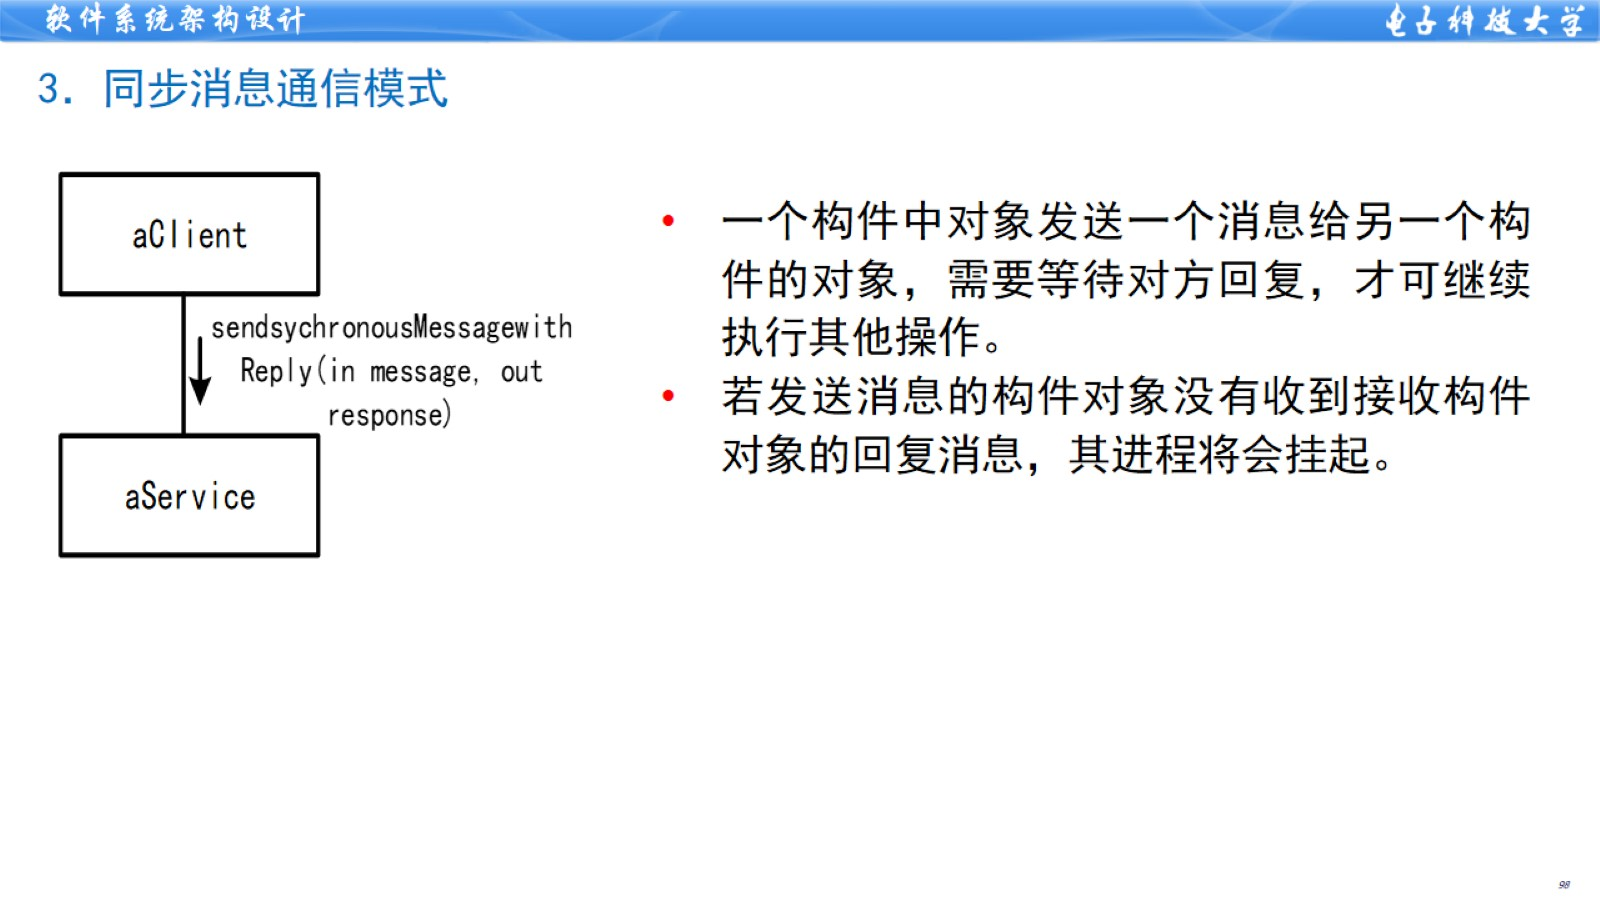 软件系统架构设计
电子科技大学
3. 同步消息通信模式
aClient
sendsychronousMessagewith
Reply(in message, out
response)
aService
• 一个构件中对象发送一个消息给另一个构
件的对象，需要等待对方回复，才可继续
执行其他操作。
• 若发送消息的构件对象没有收到接收构件
对象的回复消息，其进程将会挂起。
98